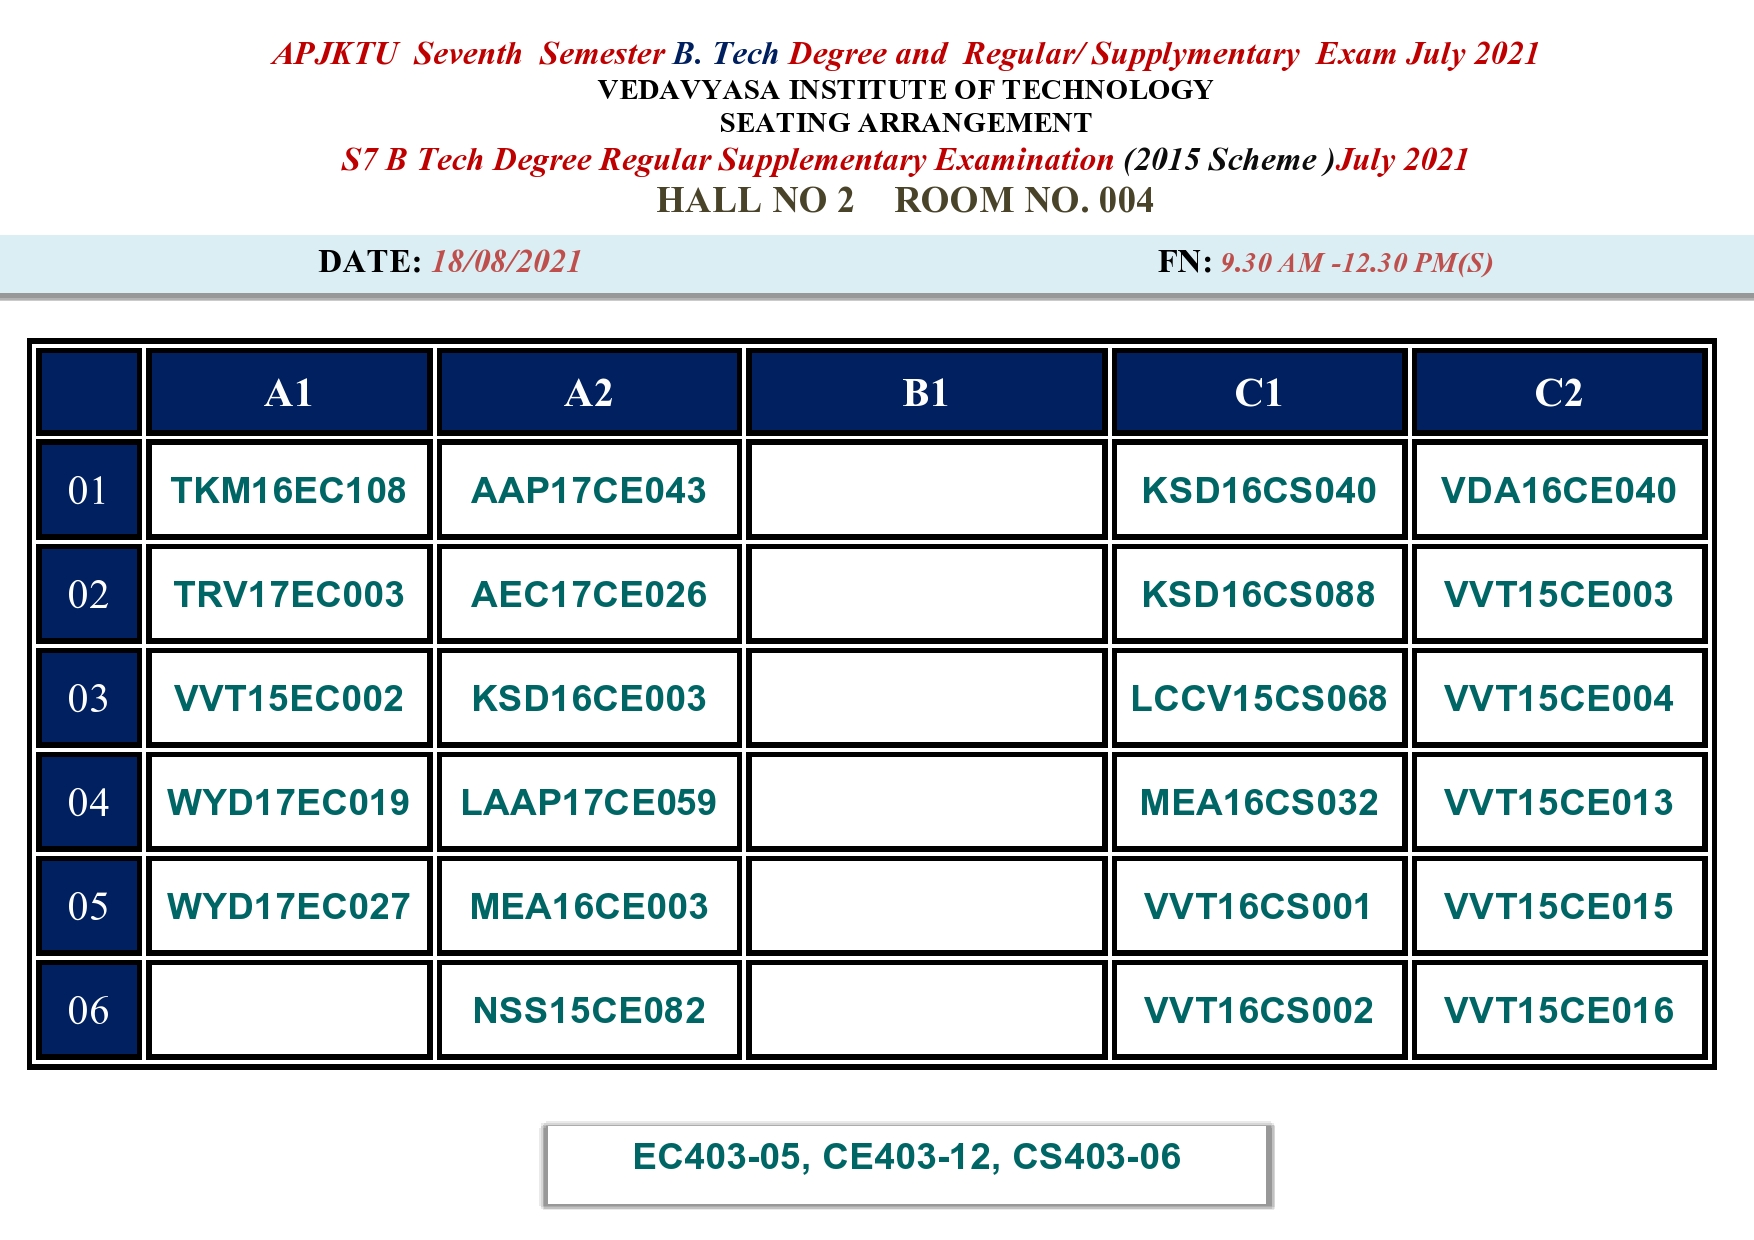 APJKTU Seventh Semester B. Tech Degree and Regular/ Supplymentary Exam July 2021
VEDAVYASA INSTITUTE OF TECHNOLOGY
SEATING ARRANGEMENT
S7 B Tech Degree Regular Supplementary Examination (2015 Scheme )July 2021
HALL NO 2 ROOM NO. 004
DATE: 18/08/2021 FN: 9.30 AM -12.30 PM(S)
A1 A2 B1 C1 C2
01 TKM16EC108 AAP17CE043 KSD16CS040 VDA16CE040
02 TRV17EC003 AEC17CE026 KSD16CS088 VVT15CE003
03 VVT15EC002 KSD16CE003 LCCV15CS068 VVT15CE004
04 WYD17EC019 LAAP17CE059 MEA16CS032 VVT15CE013
05 WYD17EC027 MEA16CE003 VVT16CS001 VVT15CE015
06 NSS15CE082 VVT16CS002 VVT15CE016
EC403-05, CE403-12, CS403-06